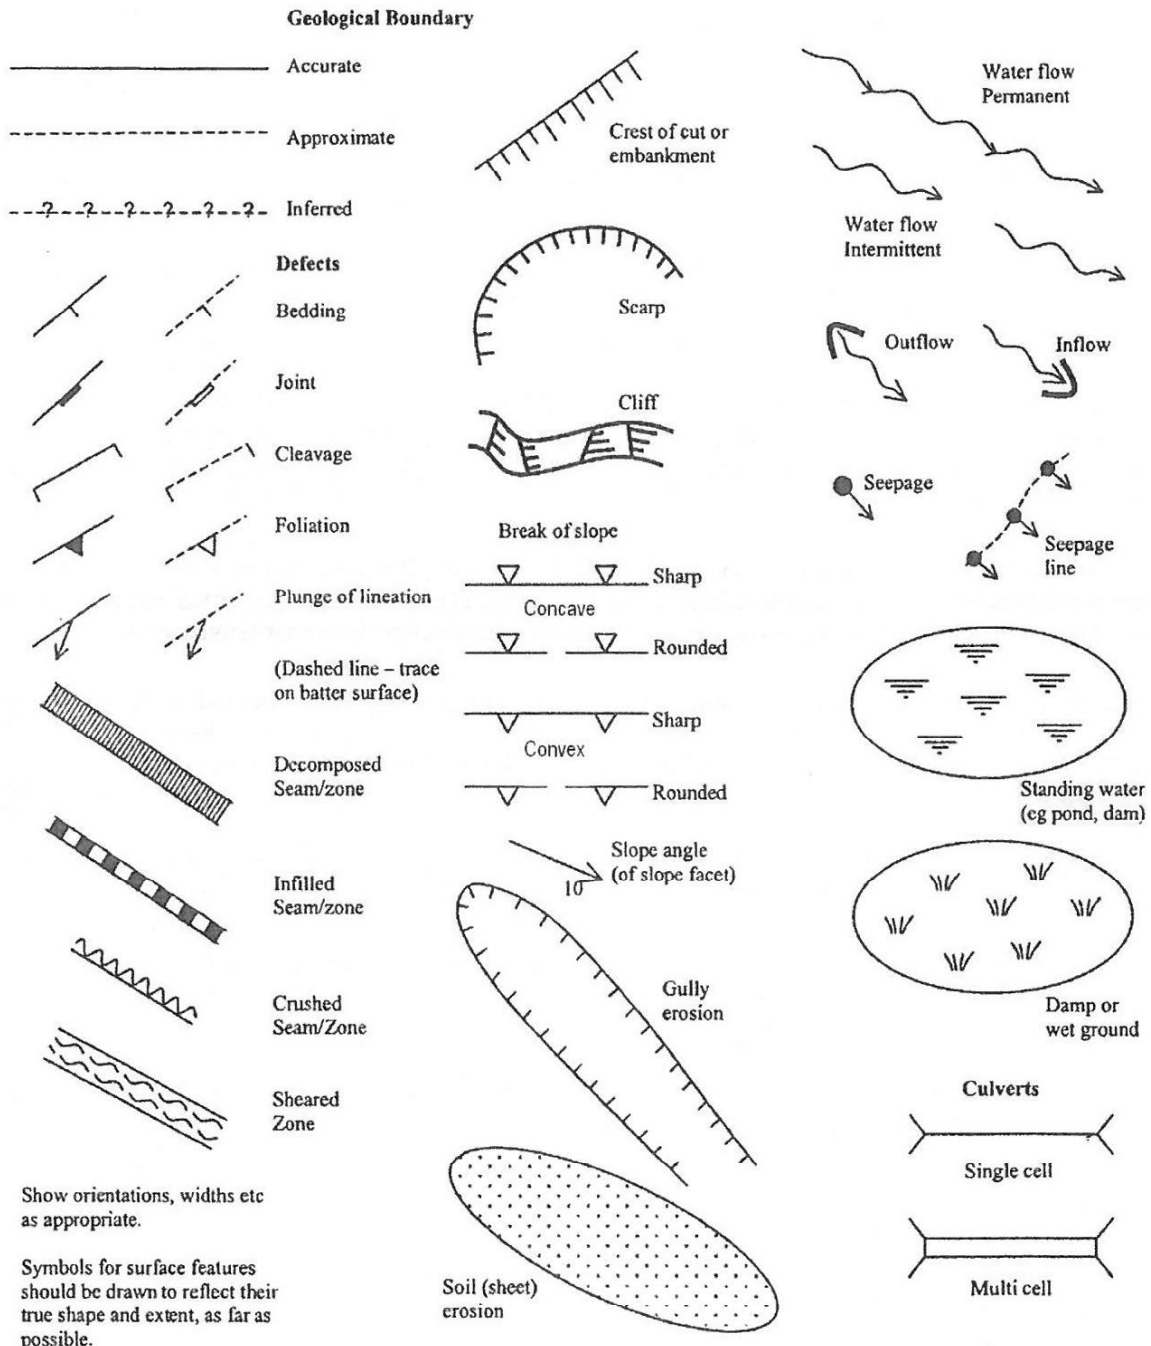 Geological Boundary
Accurate
Approximate
--?--?--?--?--?--?-
Inferred
Defects
Bedding
Joint
Cleavage
Foliation
Plunge of lineation
(Dashed line – trace
on batter surface)
Decomposed
Seam/zone
Infilled
Seam/zone
Crushed
Seam/Zone
Sheared
Zone
Show orientations, widths etc
as appropriate.
Symbols for surface features
should be drawn to reflect their
true shape and extent, as far as
possible.
Crest of cut or
embankment
Scarp
Cliff
Break of slope
Sharp
Concave
Rounded
Sharp
Convex
Rounded
Slope angle
(of slope facet)
10
Gully
erosion
Soil (sheet)
erosion
Water flow
Permanent
Water flow
Intermittent
Outflow
Inflow
Seepage
Seepage
line
Standing water
(eg pond, dam)
Damp or
wet ground
Culverts
Single cell
Multi cell